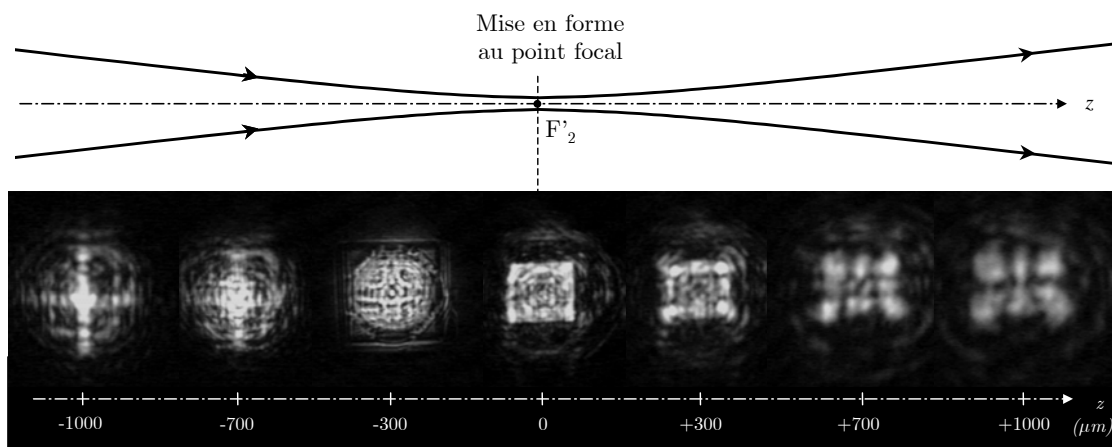 Mise en forme
au point focal
z
F'₂
-1000 -700 -300 0 +300 +700 +1000
z
(μm)